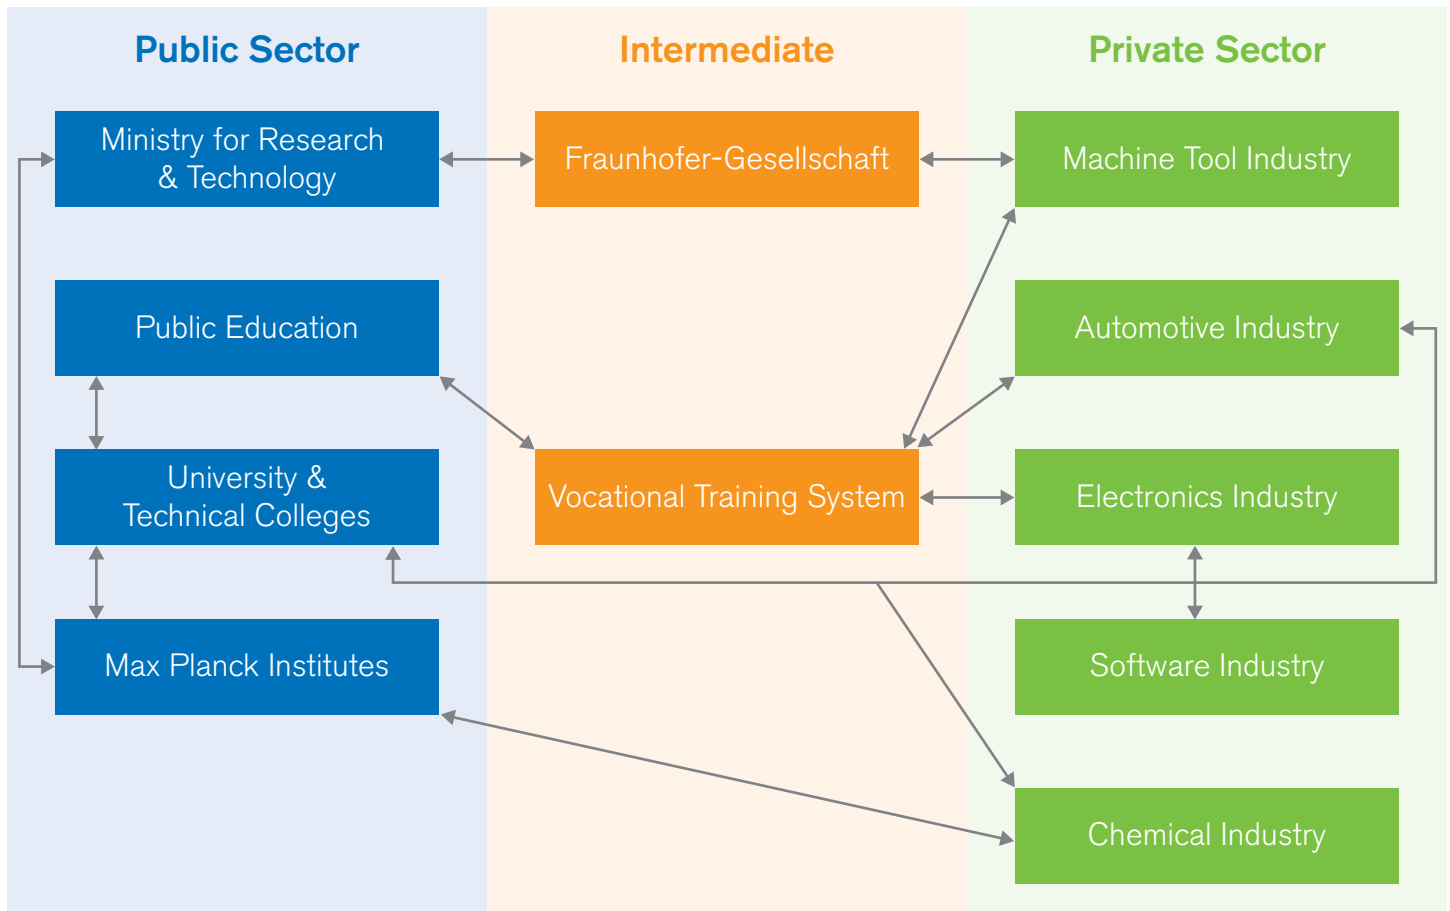 Public Sector
Intermediate
Private Sector
Ministry for Research
& Technology
Fraunhofer-Gesellschaft
Machine Tool Industry
Public Education
Automotive Industry
University &
Technical Colleges
Vocational Training System
Electronics Industry
Max Planck Institutes
Software Industry
Chemical Industry